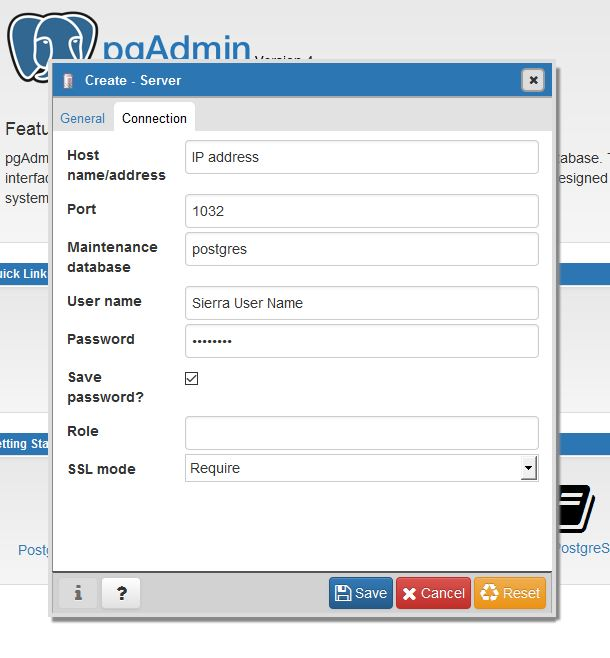 pgAdmin Version 4
Create - Server
General Connection
Host name/address IP address
Port 1032
Maintenance database postgres
User name Sierra User Name
Password ••••••••
Save password?
Role
SSL mode Require
i ? Save Cancel Reset
Featu
pgAdm
abase. T
interfac
esigned
system
uick Link
etting Sta
Postg
PostgreS